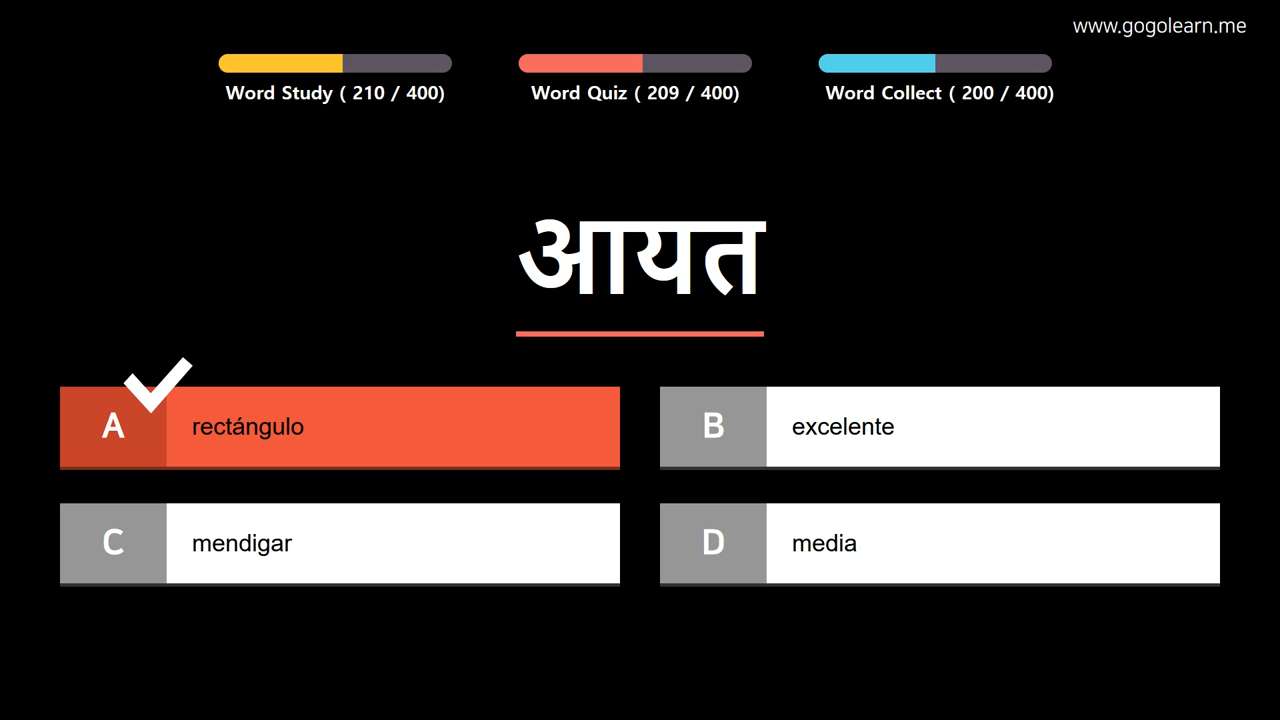 www.gogolearn.me
Word Study ( 210 / 400)
Word Quiz ( 209 / 400)
Word Collect ( 200 / 400)
आयत
A rectángulo
B excelente
C mendigar
D media